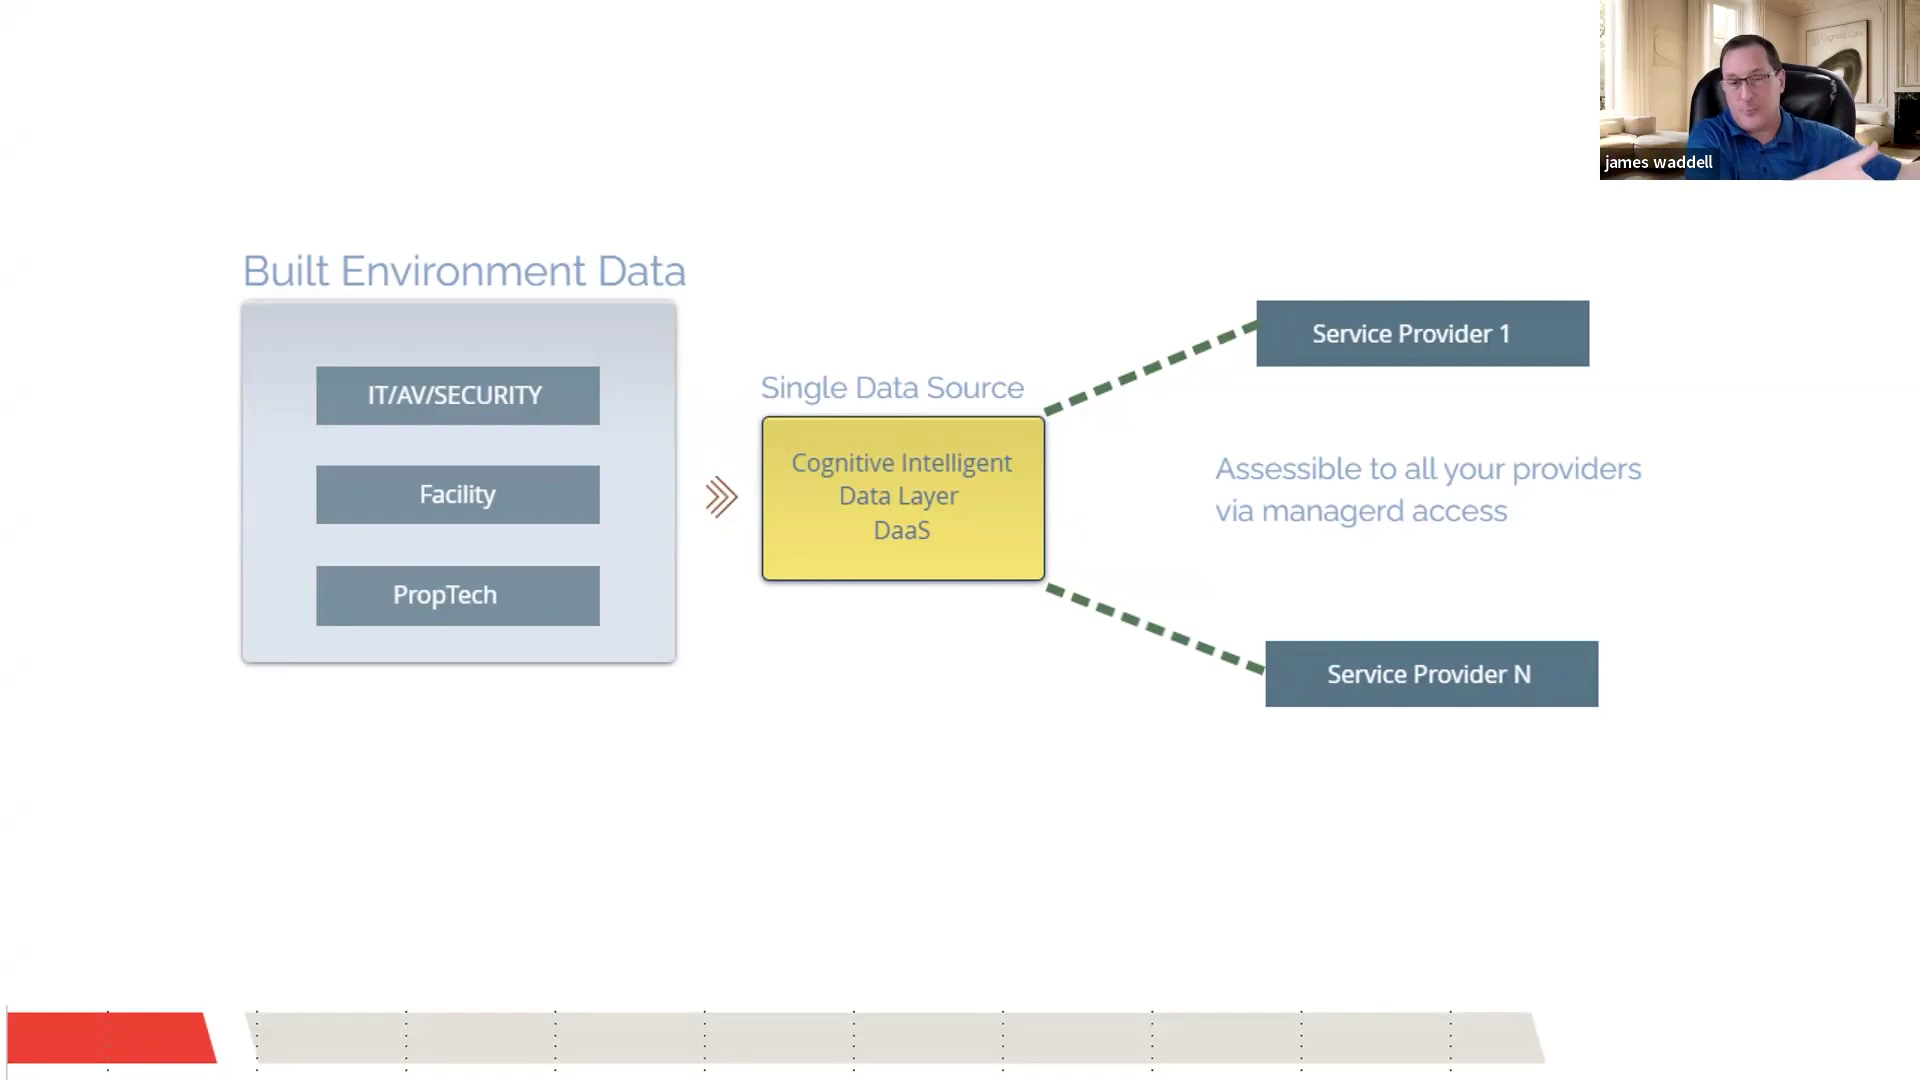 james waddell
Built Environment Data
IT/AV/SECURITY
Facility
PropTech
Single Data Source
Cognitive Intelligent
Data Layer
DaaS
Service Provider 1
Assessible to all your providers
via managerd access
Service Provider N